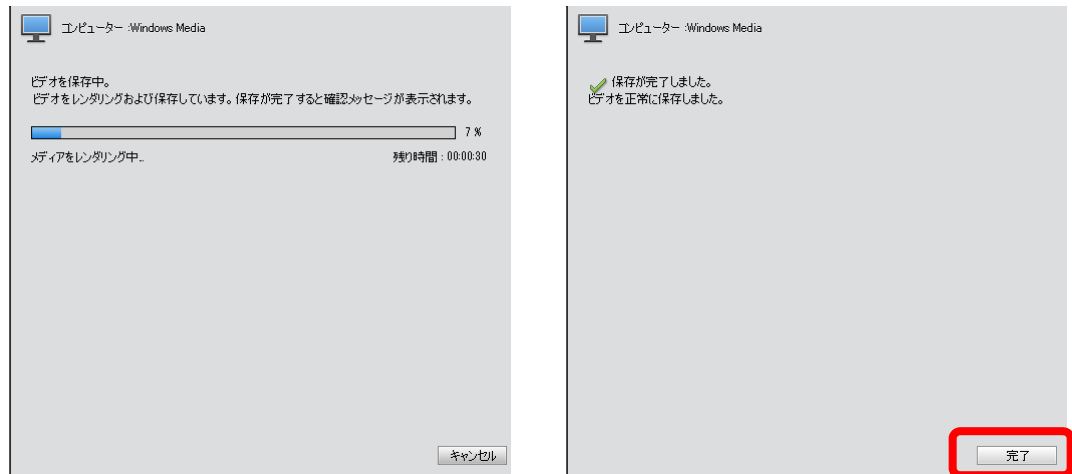 コンピューター :Windows Media
ビデオを保存中。
ビデオをレンダリングおよび保存しています。保存が完了すると確認メッセージが表示されます。
7 %
メディアをレンダリング中...
残り時間 : 00:00:30
キャンセル
コンピューター :Windows Media
保存が完了しました。
ビデオを正常に保存しました。
完了